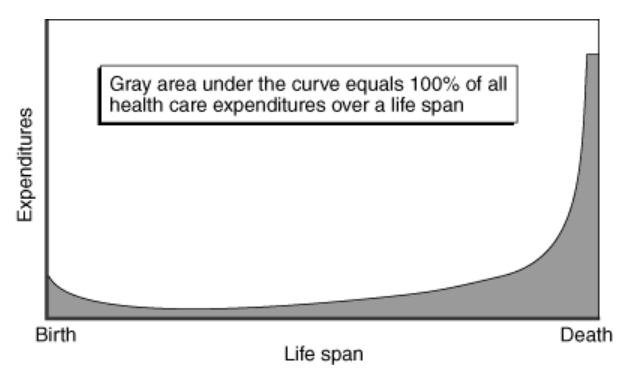 Gray area under the curve equals 100% of all
health care expenditures over a life span
Expenditures
Birth
Death
Life span